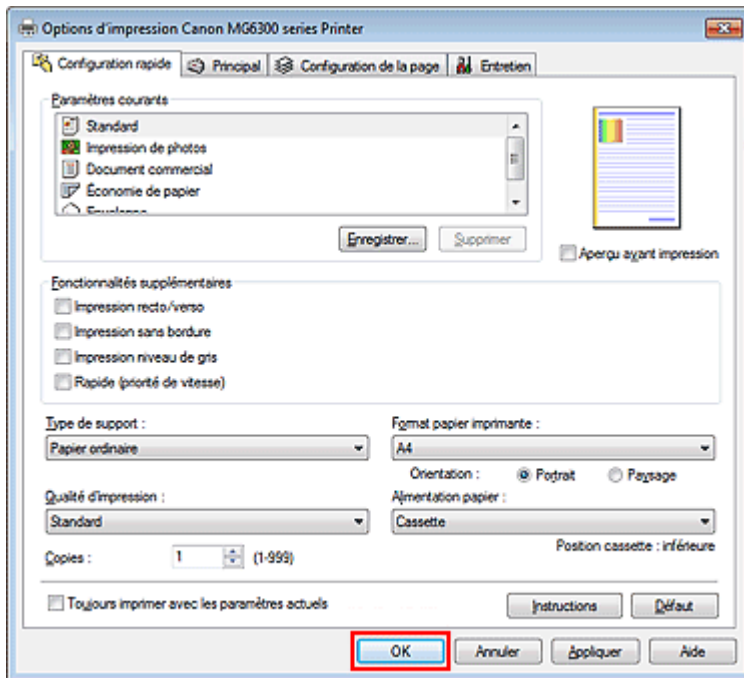 Options d'impression Canon MG6300 series Printer
Configuration rapide
Principal
Configuration de la page
Entretien
Paramètres courants
Standard
Impression de photos
Document commercial
Économie de papier
Enregistrer...
Supprimer
Aperçu avant impression
Fonctionnalités supplémentaires
Impression recto/verso
Impression sans bordure
Impression niveau de gris
Rapide (priorité de vitesse)
Type de support :
Papier ordinaire
Format papier imprimante :
A4
Orientation :
Portrait
Paysage
Qualité d'impression :
Standard
Alimentation papier :
Cassette
Copies :
1
(1-999)
Position cassette : inférieure
Toujours imprimer avec les paramètres actuels
Instructions
Défaut
OK
Annuler
Appliquer
Aide